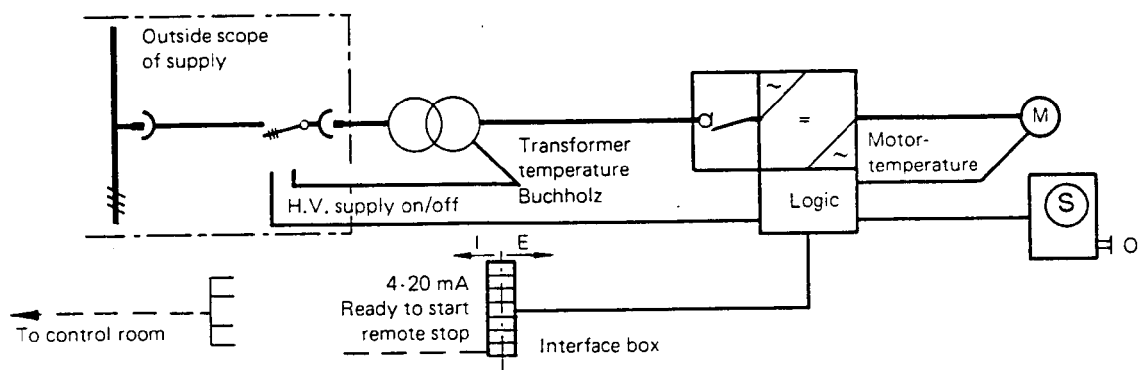 Outside scope
of supply
~
=
~
M
Transformer
temperature
Buchholz
Motor-
temperature
H.V. supply on/off
Logic
S
O
I E
4-20 mA
Ready to start
remote stop
To control room
Interface box